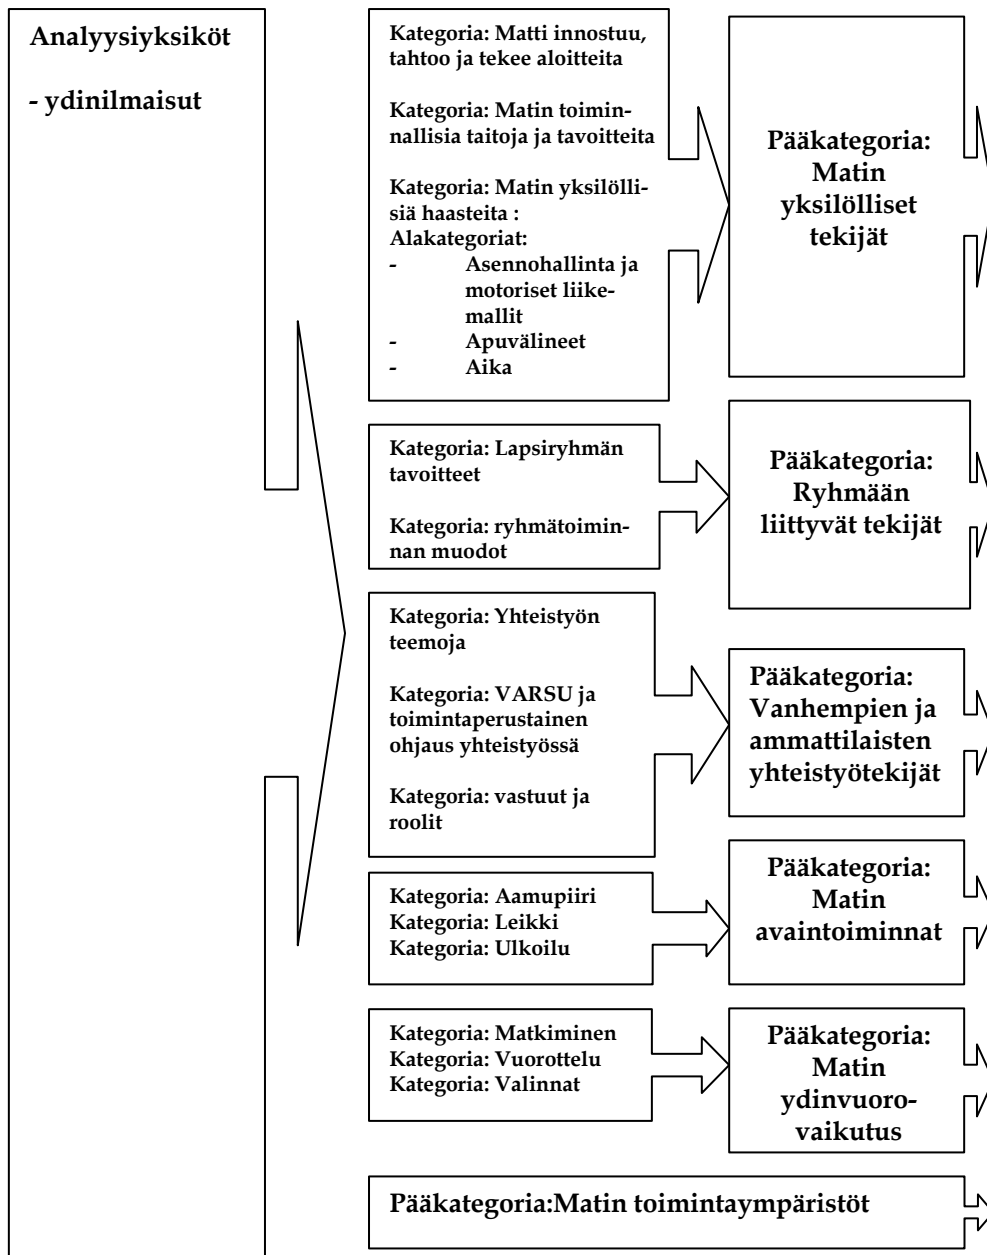 Analyysiyksiköt
- ydinilmaisut
Kategoria: Matti innostuu,
tahtoo ja tekee aloitteita
Kategoria: Matin toimin-
nallisia taitoja ja tavoitteita
Kategoria: Matin yksilölli-
siä haasteita :
Alakategoriat:
- Asennohallinta ja
motoriset liike-
mallit
- Apuvälineet
- Aika
Pääkategoria:
Matin
yksilölliset
tekijät
Kategoria: Lapsiryhmän
tavoitteet
Kategoria: ryhmätoimin-
nan muodot
Pääkategoria:
Ryhmään
liittyvät tekijät
Kategoria: Yhteistyön
teemoja
Kategoria: VARSU ja
toimintaperustainen
ohjaus yhteistyössä
Kategoria: vastuut ja
roolit
Pääkategoria:
Vanhempien ja
ammattilaisten
yhteistyötekijät
Kategoria: Aamupiiri
Kategoria: Leikki
Kategoria: Ulkoilu
Pääkategoria:
Matin
avaintoiminnat
Kategoria: Matkiminen
Kategoria: Vuorottelu
Kategoria: Valinnat
Pääkategoria:
Matin
ydinvuoro-
vaikutus
Pääkategoria:Matin toimintaympäristöt